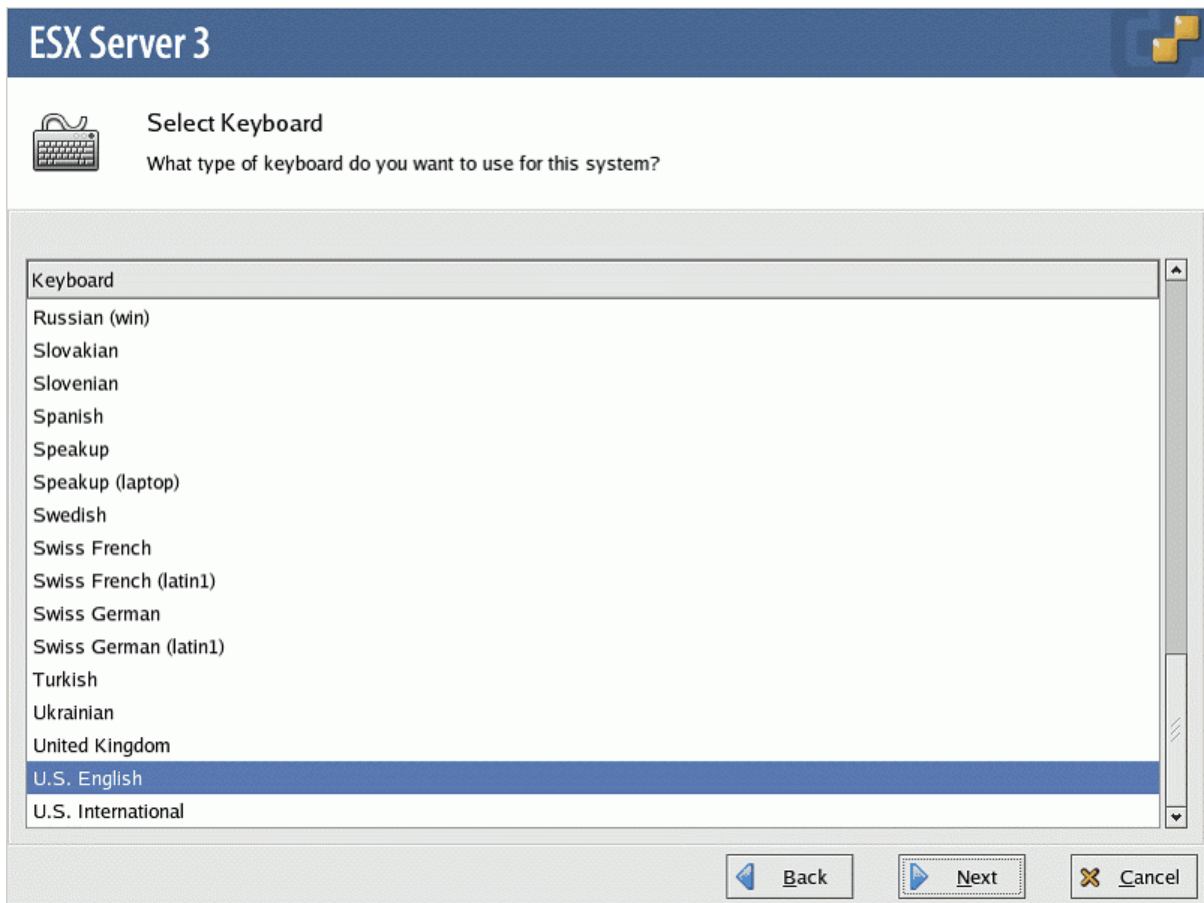 ESX Server 3
Select Keyboard
What type of keyboard do you want to use for this system?
Keyboard
Russian (win)
Slovakian
Slovenian
Spanish
Speakup
Speakup (laptop)
Swedish
Swiss French
Swiss French (latin1)
Swiss German
Swiss German (latin1)
Turkish
Ukrainian
United Kingdom
U.S. English
U.S. International
Back Next Cancel